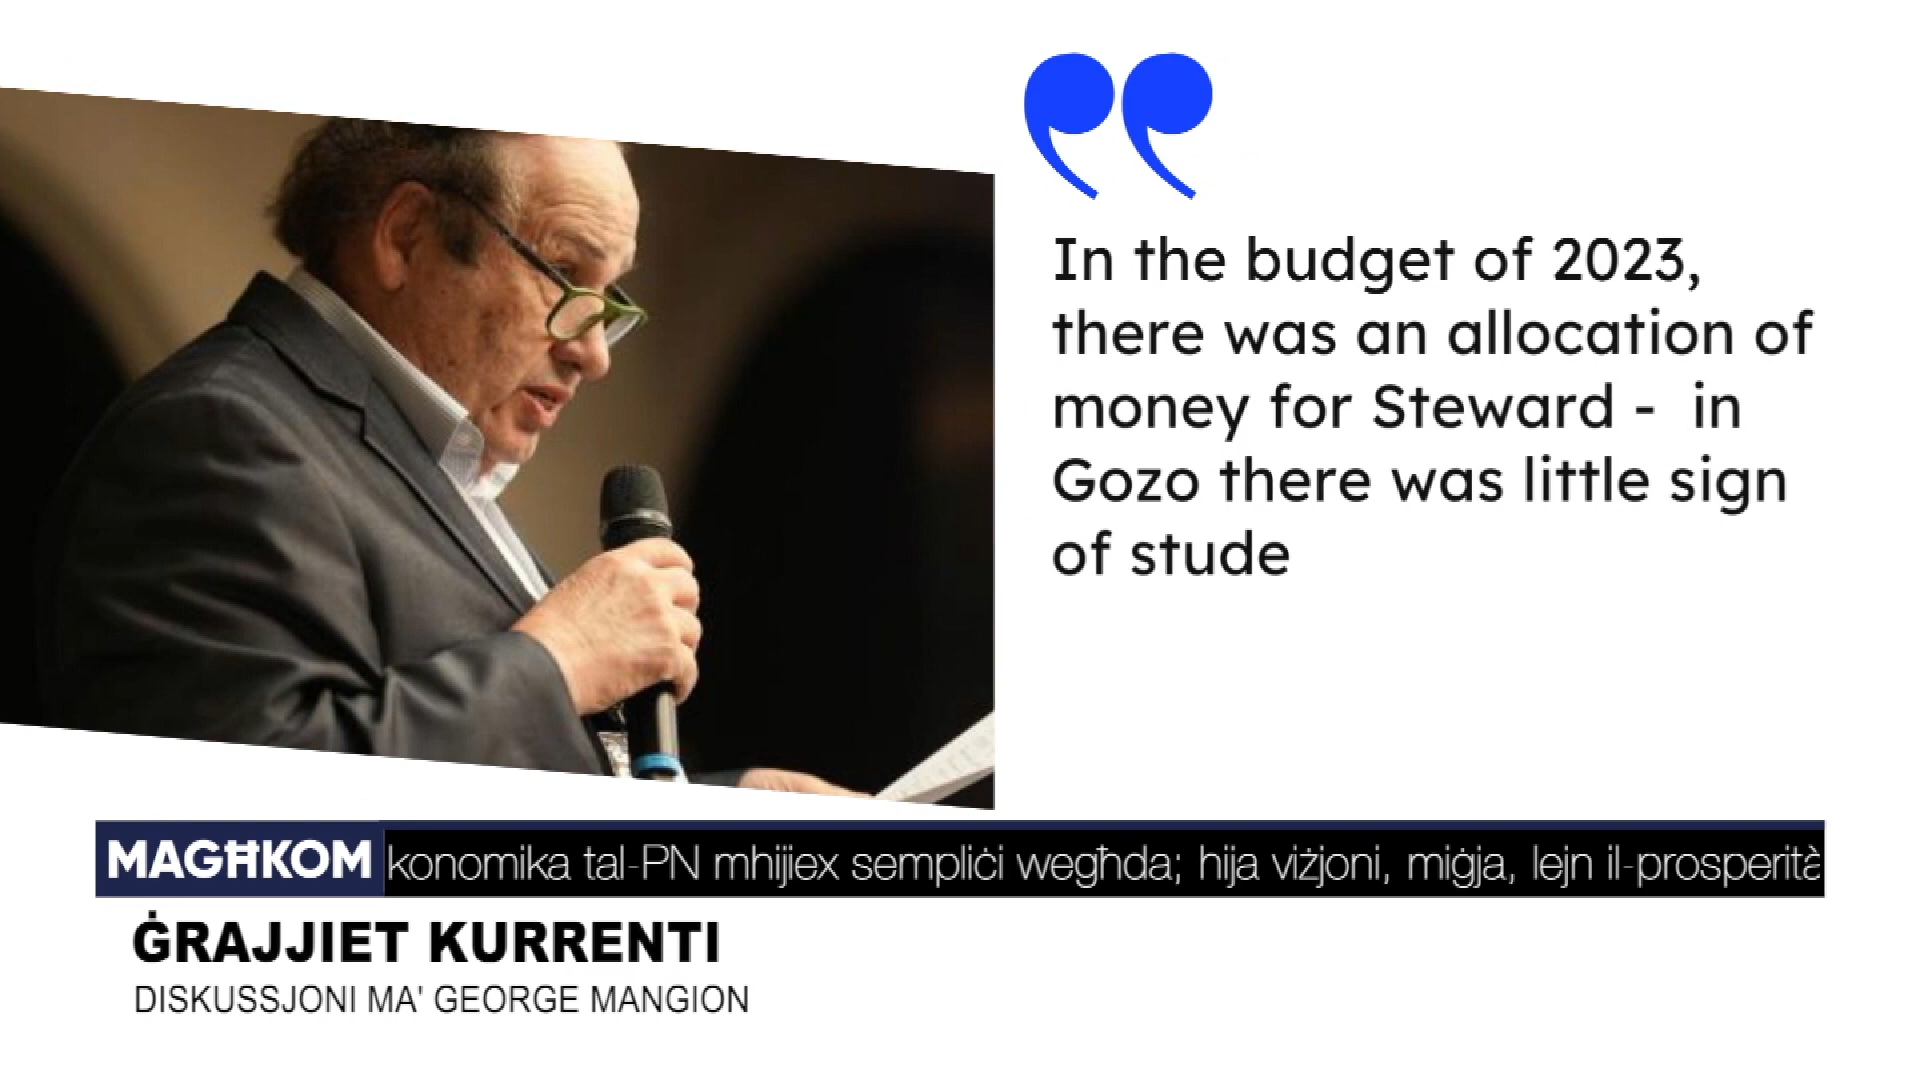 In the budget of 2023,
there was an allocation of
money for Steward - in
Gozo there was little sign
of stude
MAGĦKOM
konomika tal-PN mhijiex sempliċi wegħda; hija viżjoni, miġja, lejn il-prosperità
ĠRAJJIET KURRENTI
DISKUSSJONI MA' GEORGE MANGION